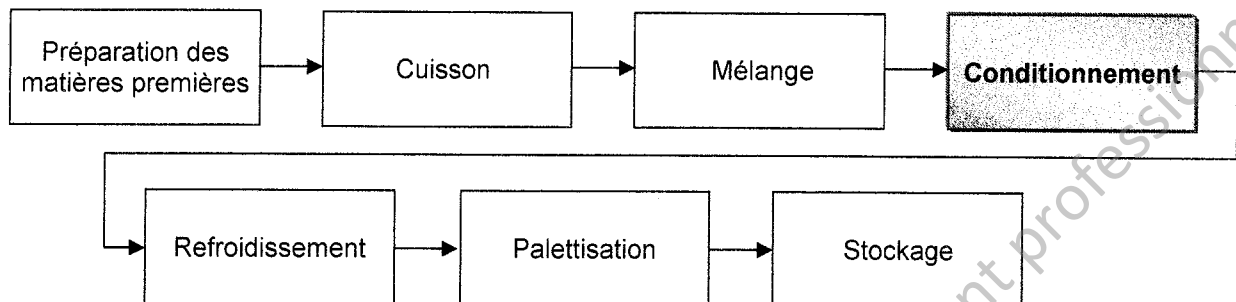 Préparation des
matières premières
Cuisson
Mélange
Conditionnement
Refroidissement
Palettisation
Stockage